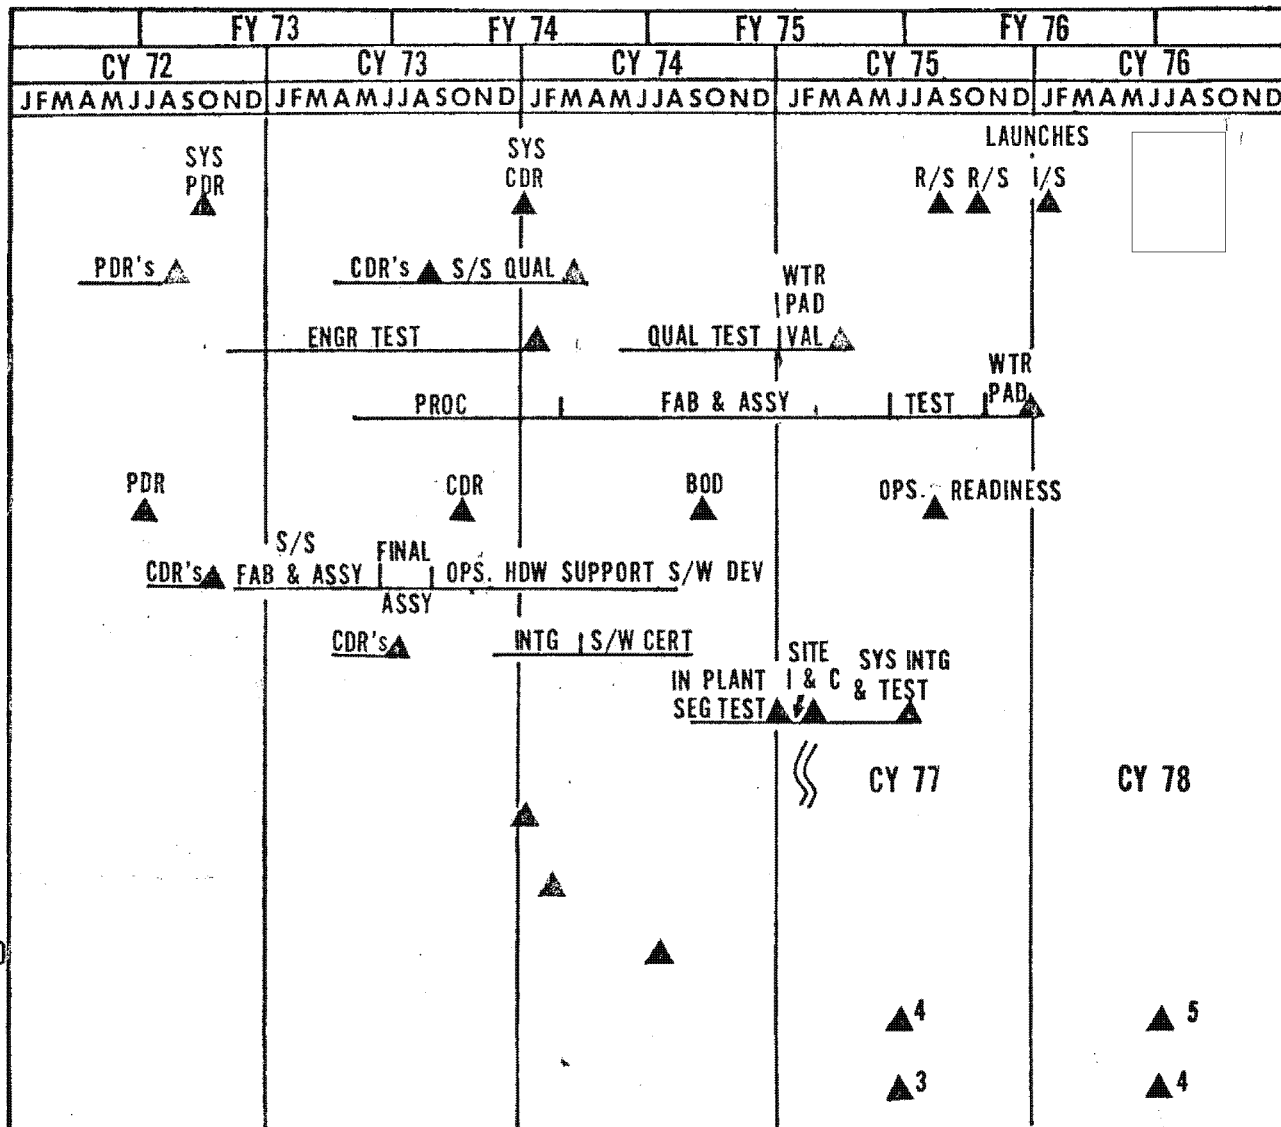 FY 73 FY 74 FY 75 FY 76
CY 72 CY 73 CY 74 CY 75 CY 76
JFMAMJJASOND JFMAMJJASOND JFMAMJJASOND JFMAMJJASOND JFMAMJJASOND
LAUNCHES
SYS PDR
SYS CDR
R/S R/S I/S
PDR's CDR's S/S QUAL
WTR PAD VAL
ENGR TEST QUAL TEST
WTR PAD
PROC FAB & ASSY TEST
PDR CDR BOD OPS. READINESS
S/S
CDR's FAB & ASSY FINAL ASSY OPS. HDW SUPPORT S/W DEV
CDR's INTG S/W CERT
IN PLANT SEG TEST
SITE I & C
SYS INTG & TEST
CY 77 CY 78
4 5
3 4